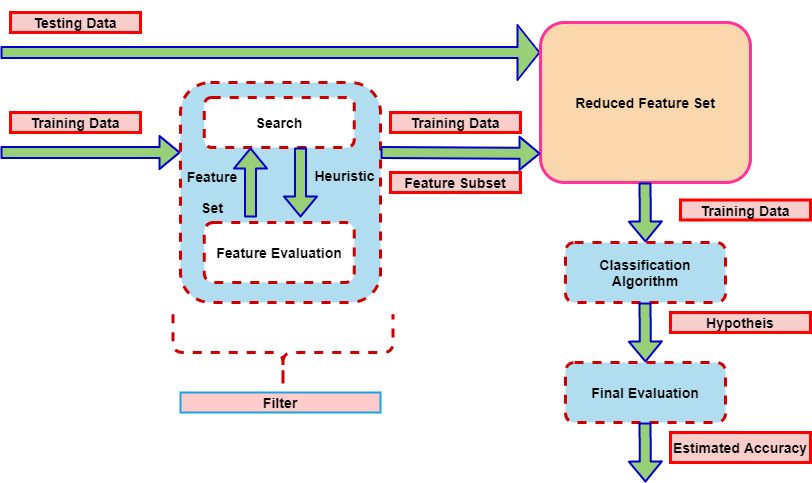 Testing Data
Reduced Feature Set
Training Data
Search
Training Data
Feature
Heuristic
Feature Subset
Set
Training Data
Feature Evaluation
Classification
Algorithm
Hypotheis
Filter
Final Evaluation
Estimated Accuracy